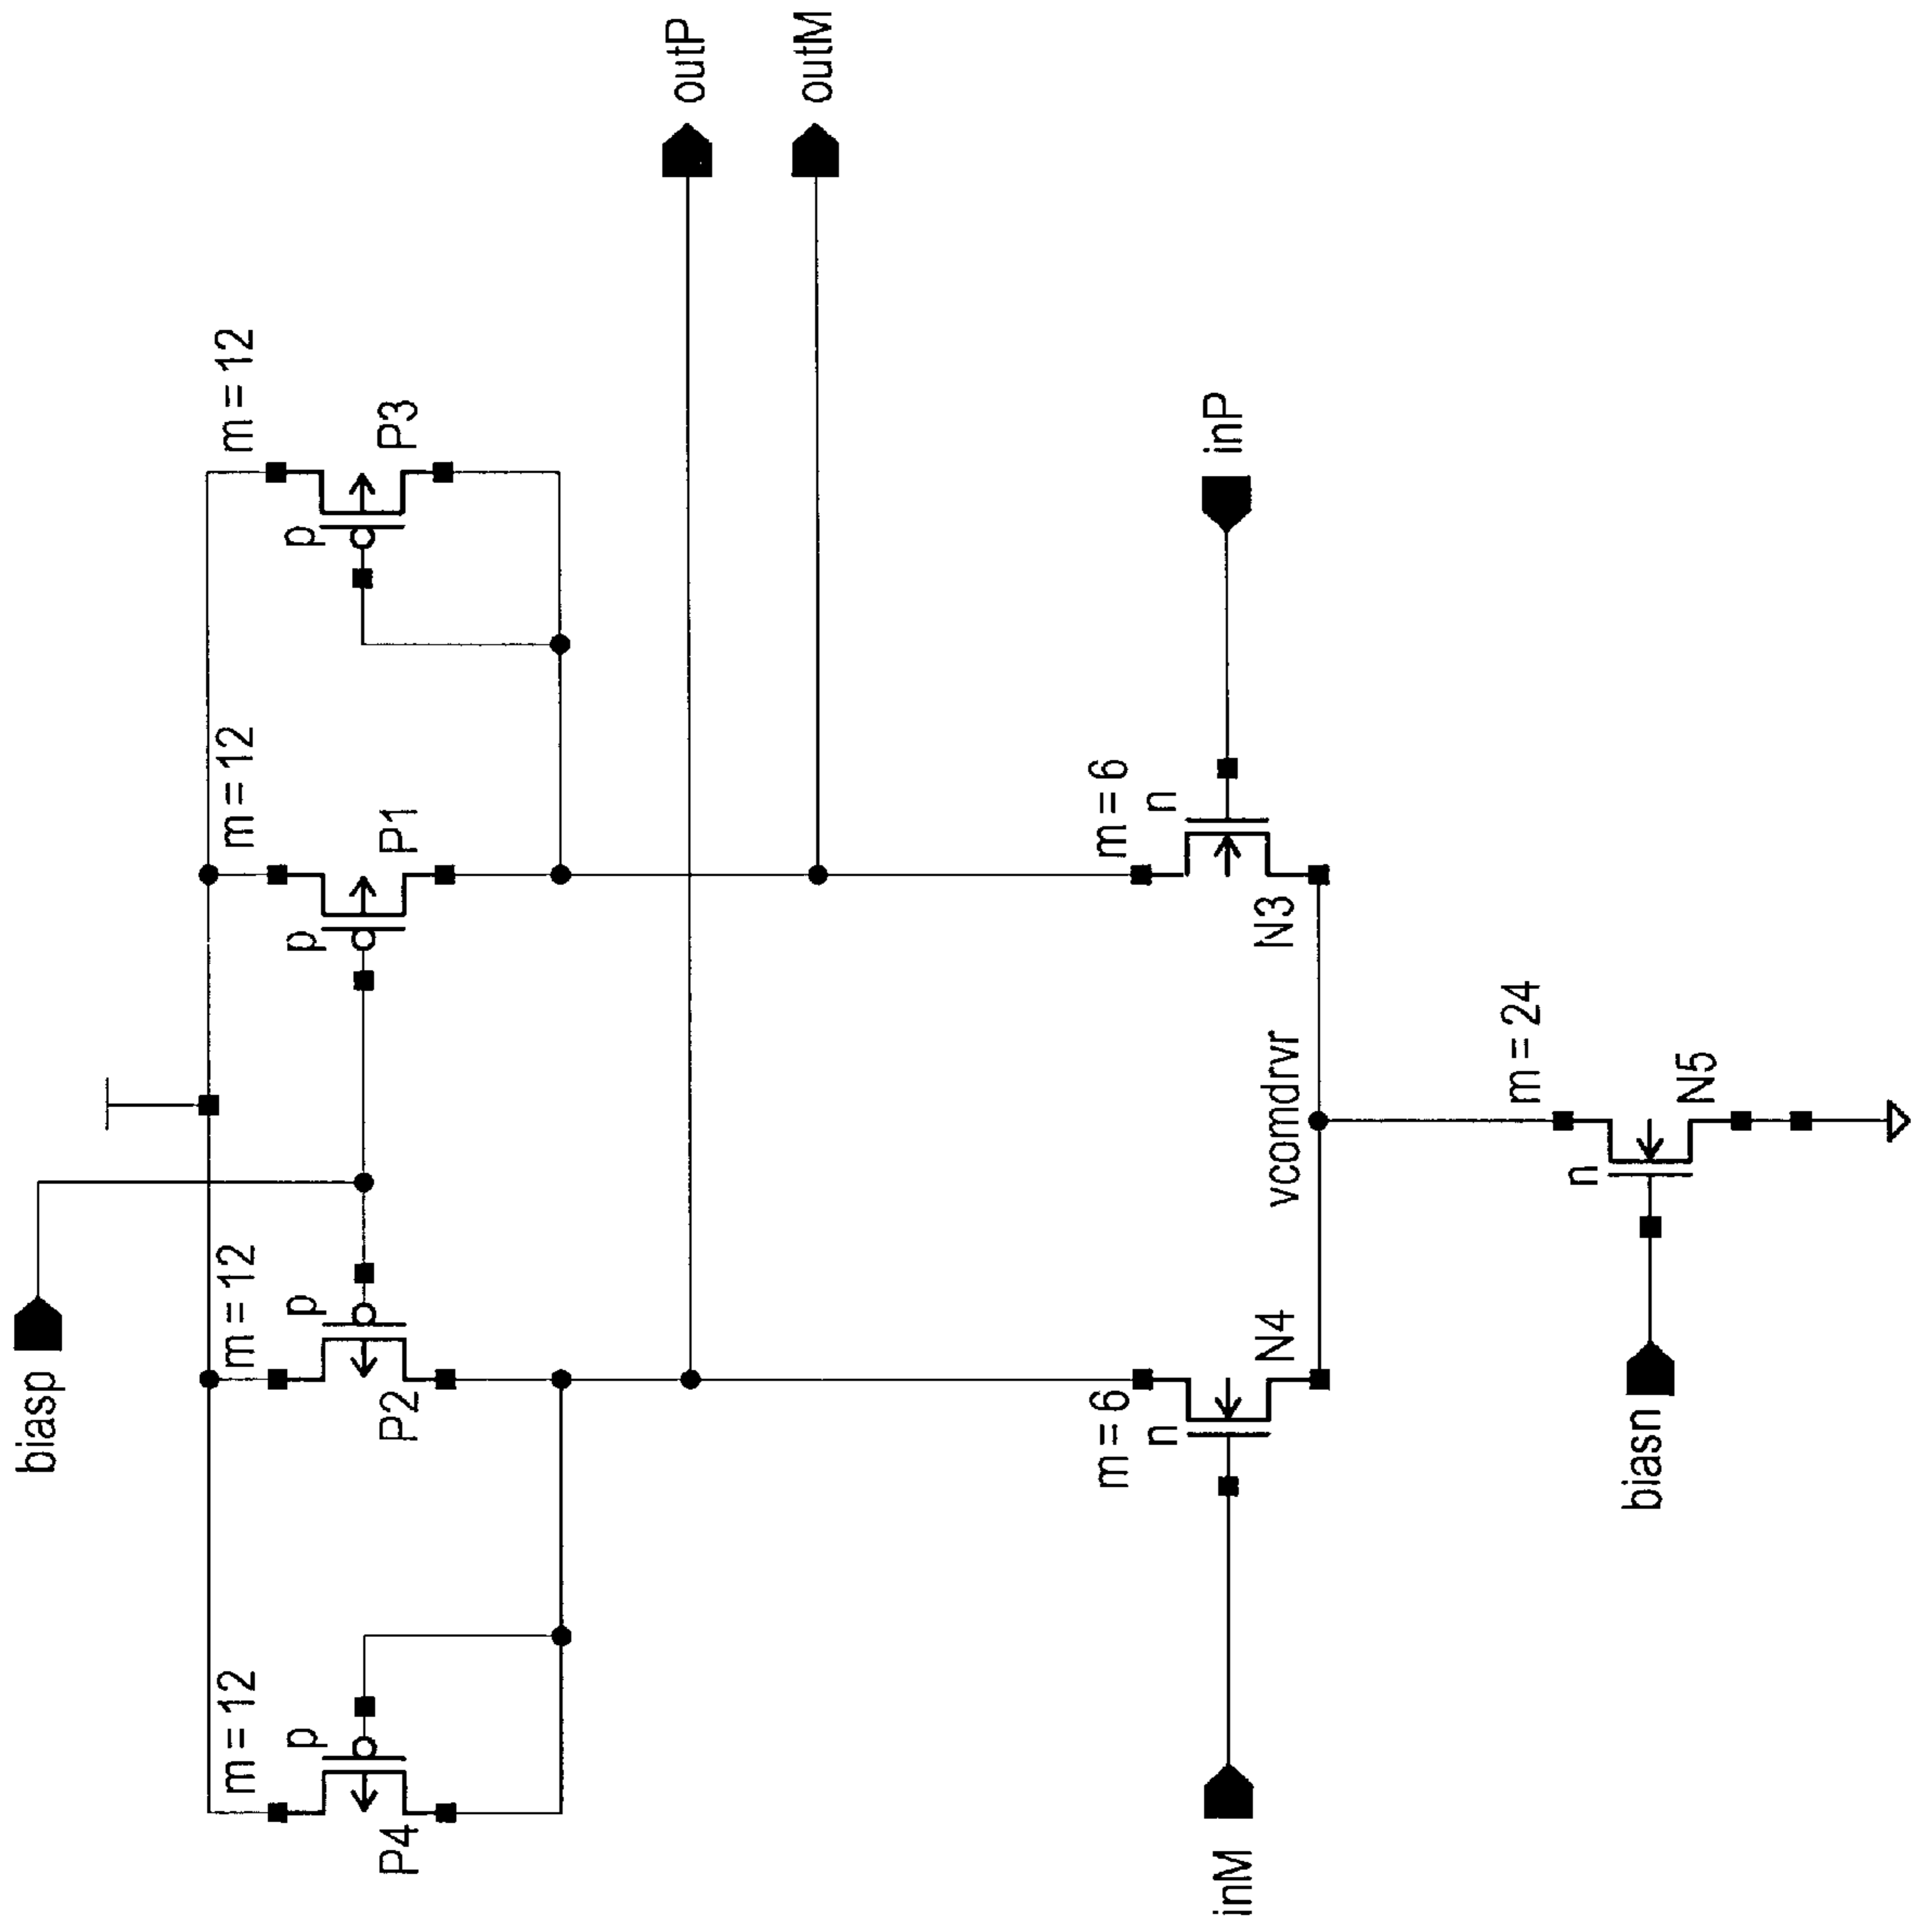 biasp
outP
outM
m = 12
p
P4
m = 12
p
P2
m = 12
p
P1
m = 12
p
P3
m = 6
n
N4
m = 6
n
N3
inM
inP
vcomdrvr
m = 24
n
N5
biasn